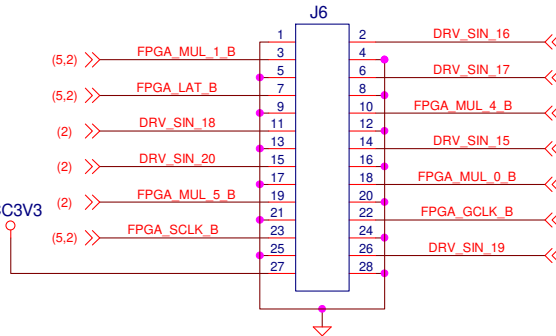 J6
1 2 DRV_SIN_16
(5,2) FPGA_MUL_1_B 3 4
5 6 DRV_SIN_17
(5,2) FPGA_LAT_B 7 8
9 10 FPGA_MUL_4_B
(2) DRV_SIN_18 11 12
13 14 DRV_SIN_15
(2) DRV_SIN_20 15 16
17 18 FPGA_MUL_0_B
(2) FPGA_MUL_5_B 19 20
C3V3
21 22 FPGA_GCLK_B
(5,2) FPGA_SCLK_B 23 24
25 26 DRV_SIN_19
27 28